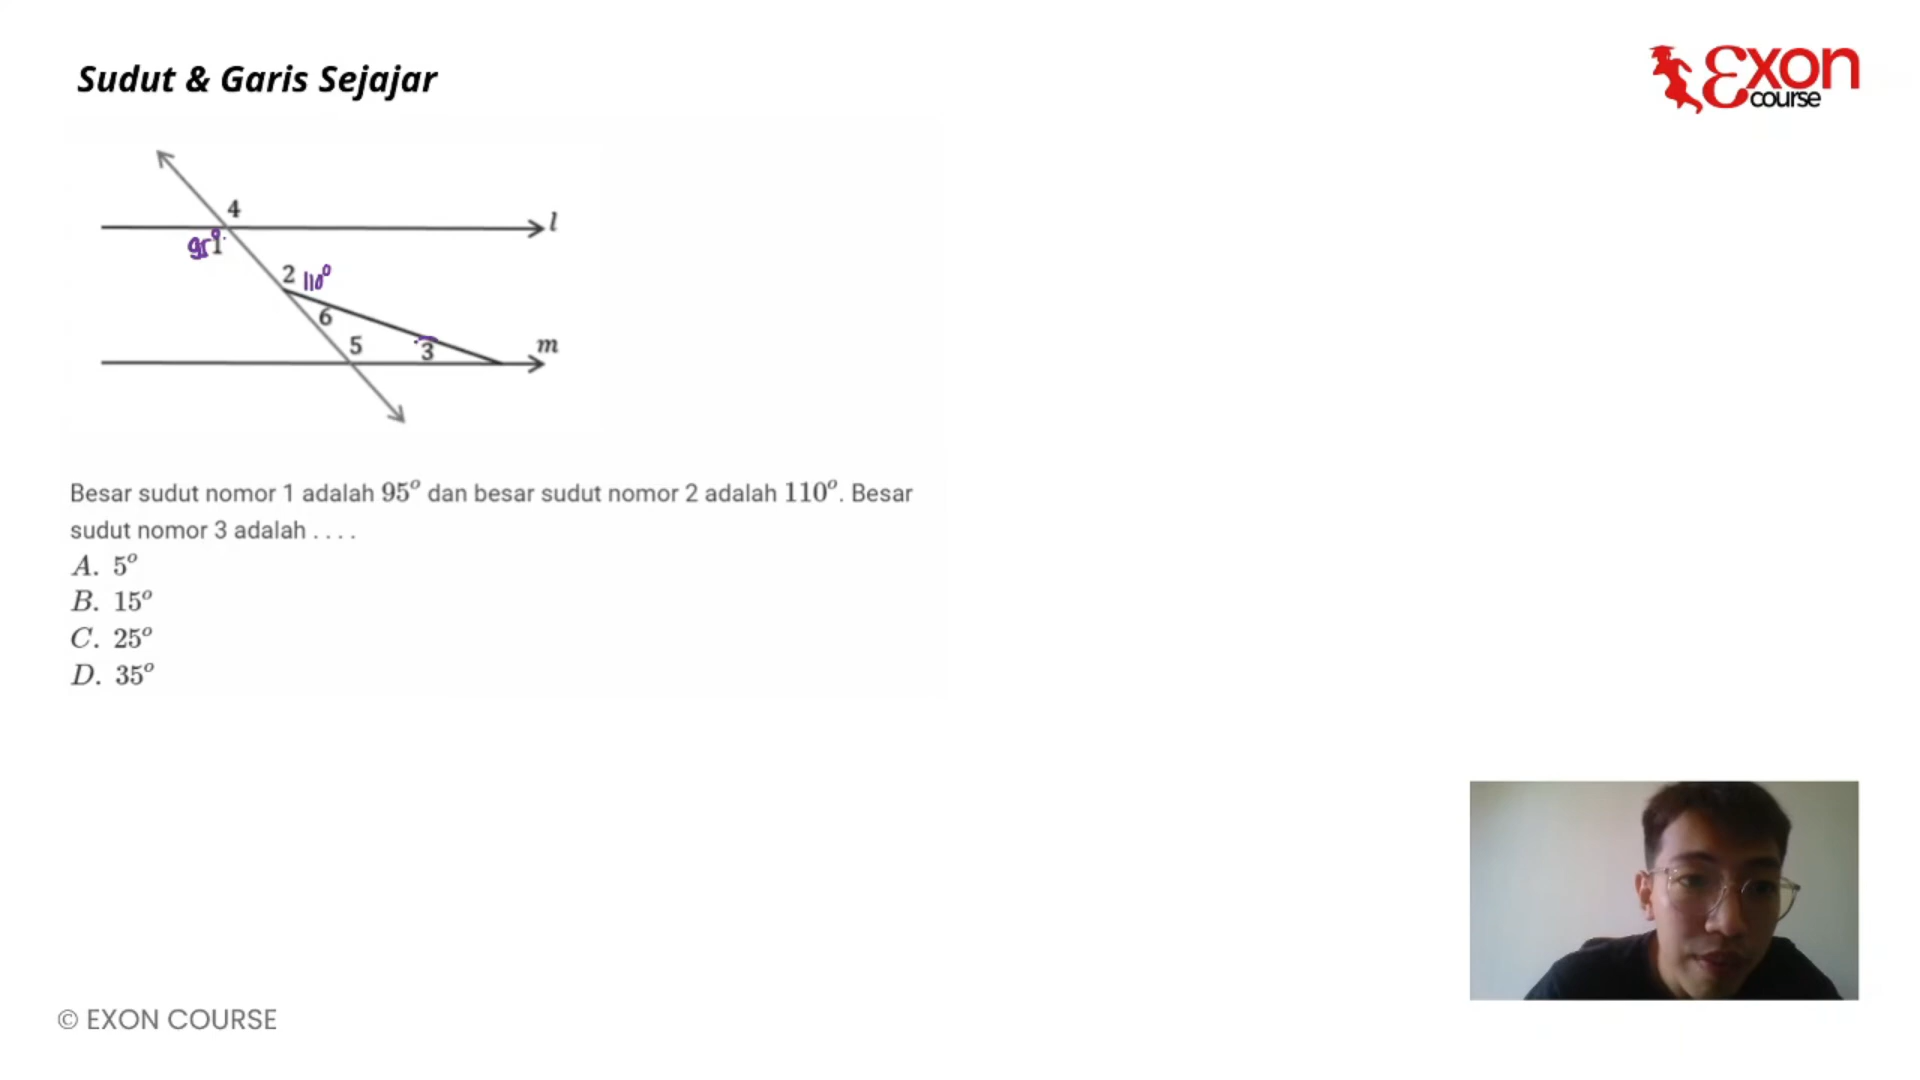 Sudut & Garis Sejajar
Exon
course
4
l
95°
1
2 110°
6
5
3
m
Besar sudut nomor 1 adalah 95° dan besar sudut nomor 2 adalah 110°. Besar
sudut nomor 3 adalah . . . .
A. 5°
B. 15°
C. 25°
D. 35°
© EXON COURSE